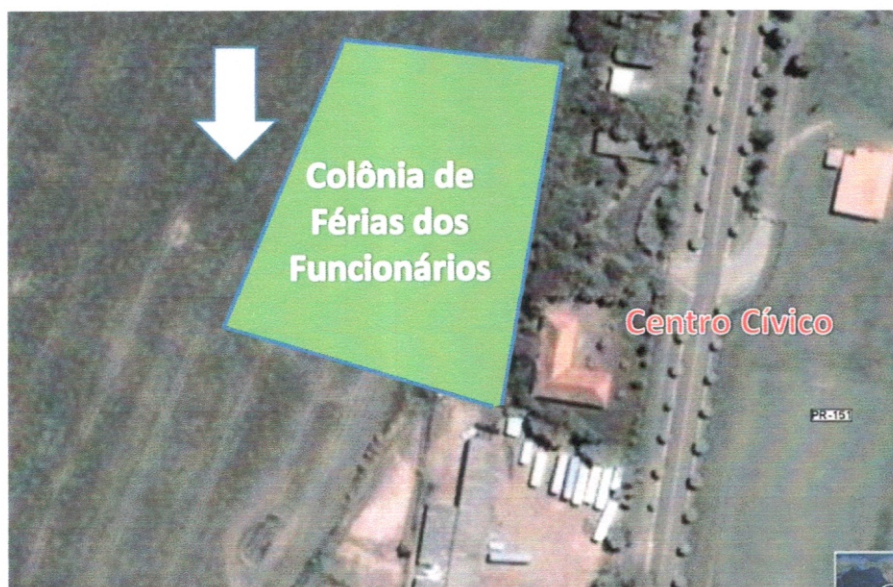 Colônia de
Férias dos
Funcionários
Centro Cívico
PR-151